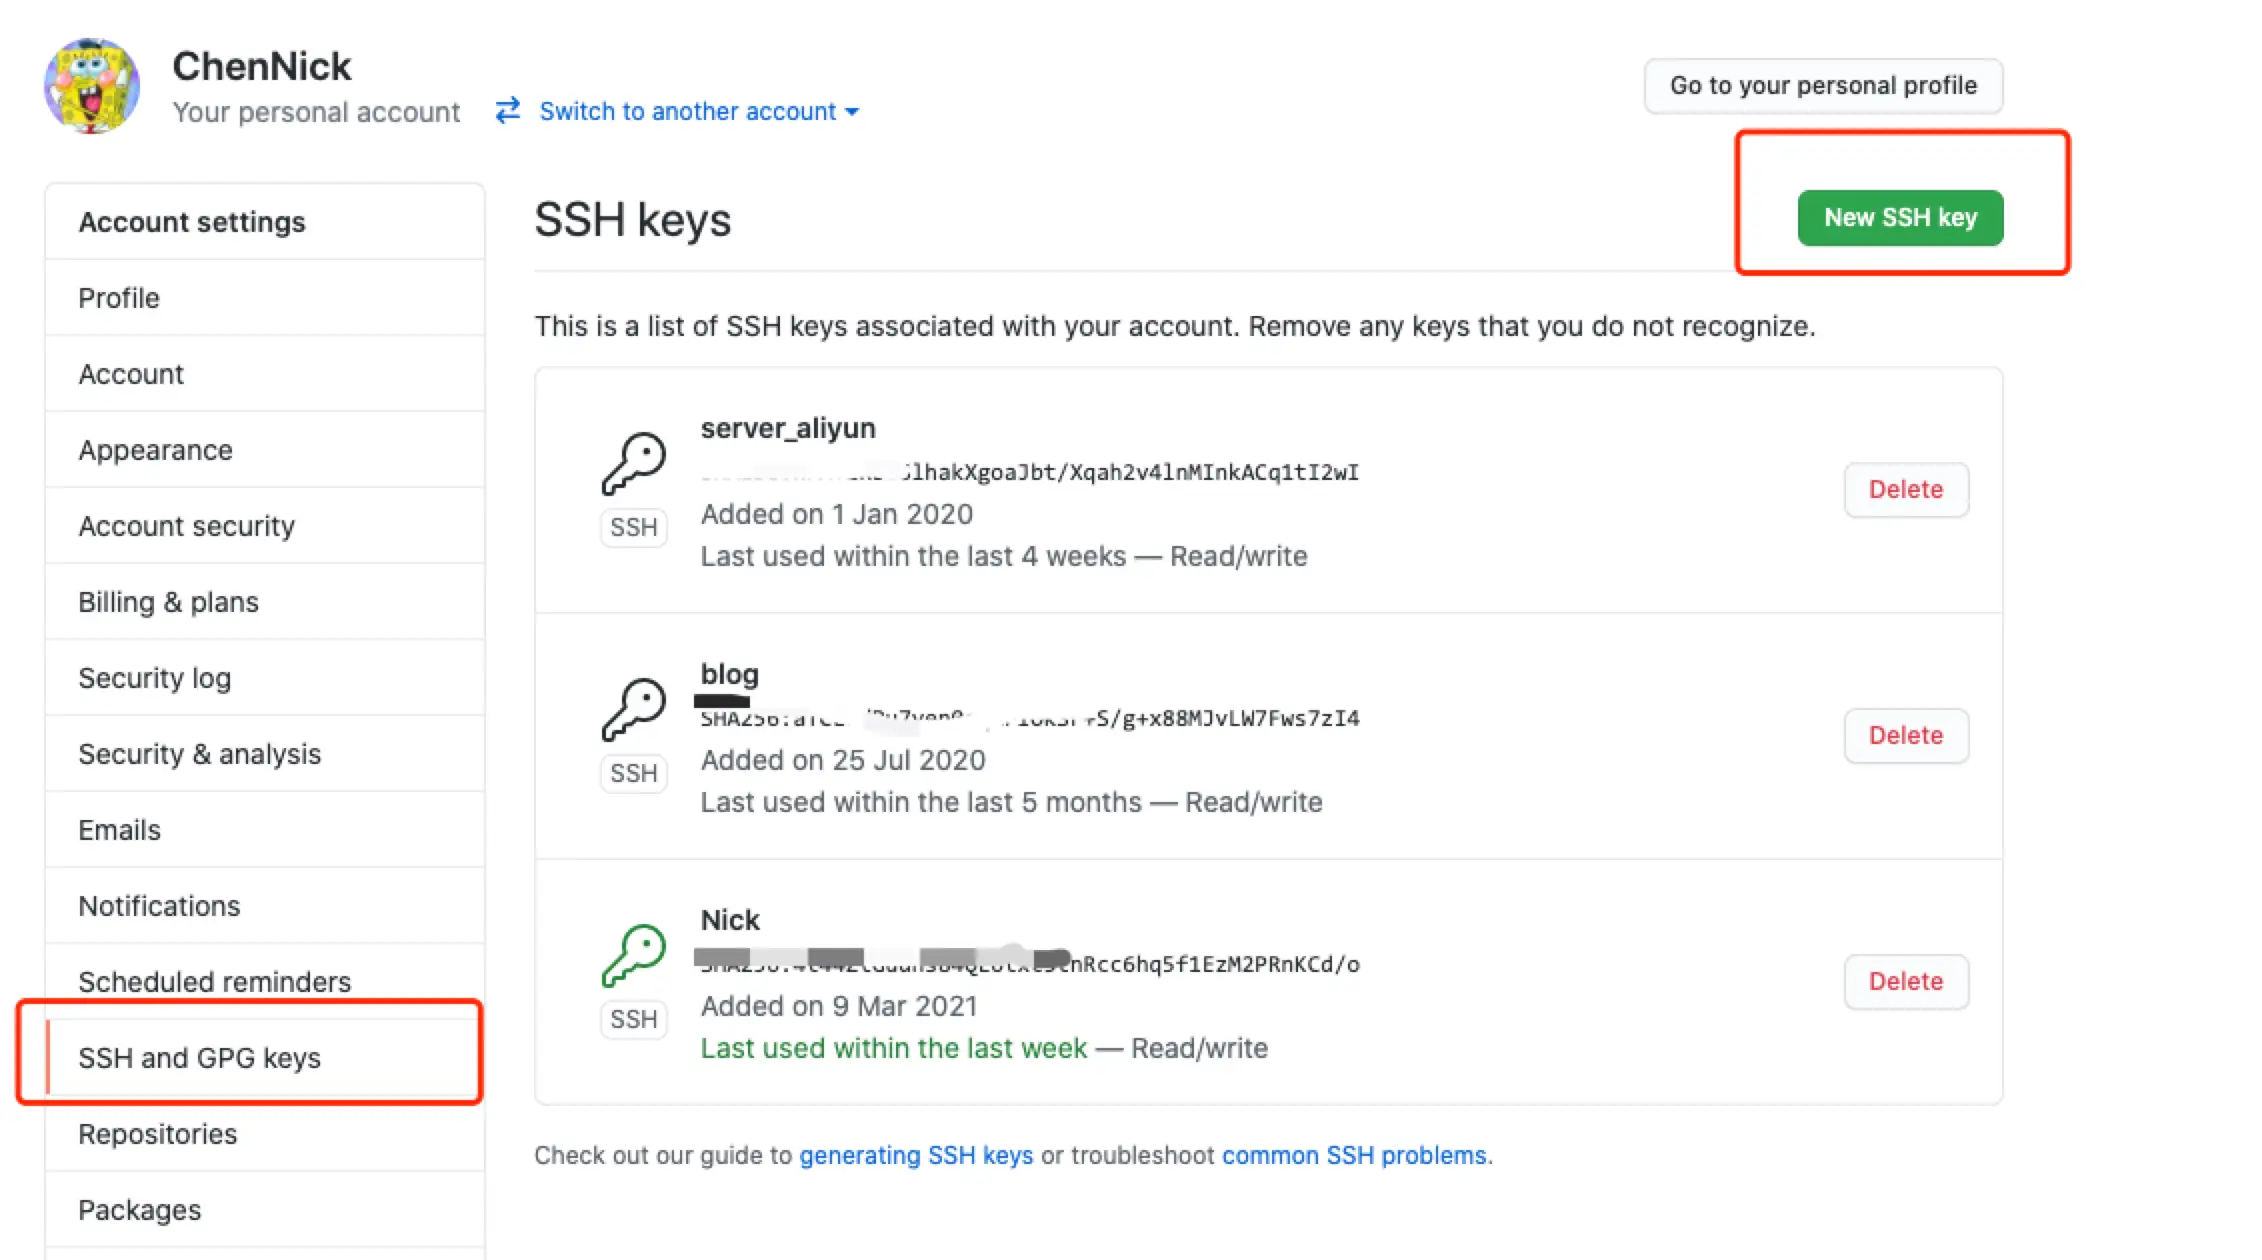 ChenNick
Your personal account
Switch to another account
Go to your personal profile
Account settings
Profile
Account
Appearance
Account security
Billing & plans
Security log
Security & analysis
Emails
Notifications
Scheduled reminders
SSH and GPG keys
Repositories
Packages
SSH keys
New SSH key
This is a list of SSH keys associated with your account. Remove any keys that you do not recognize.
SSH
server_aliyun
lhakXgoaJbt/Xqah2v4lnMInkACq1tI2wI
Added on 1 Jan 2020
Last used within the last 4 weeks — Read/write
Delete
SSH
blog
S/g+x88MJvLW7Fws7zI4
Added on 25 Jul 2020
Last used within the last 5 months — Read/write
Delete
SSH
Nick
nRcc6hq5f1EzM2PRnKCd/o
Added on 9 Mar 2021
Last used within the last week — Read/write
Delete
Check out our guide to generating SSH keys or troubleshoot common SSH problems.